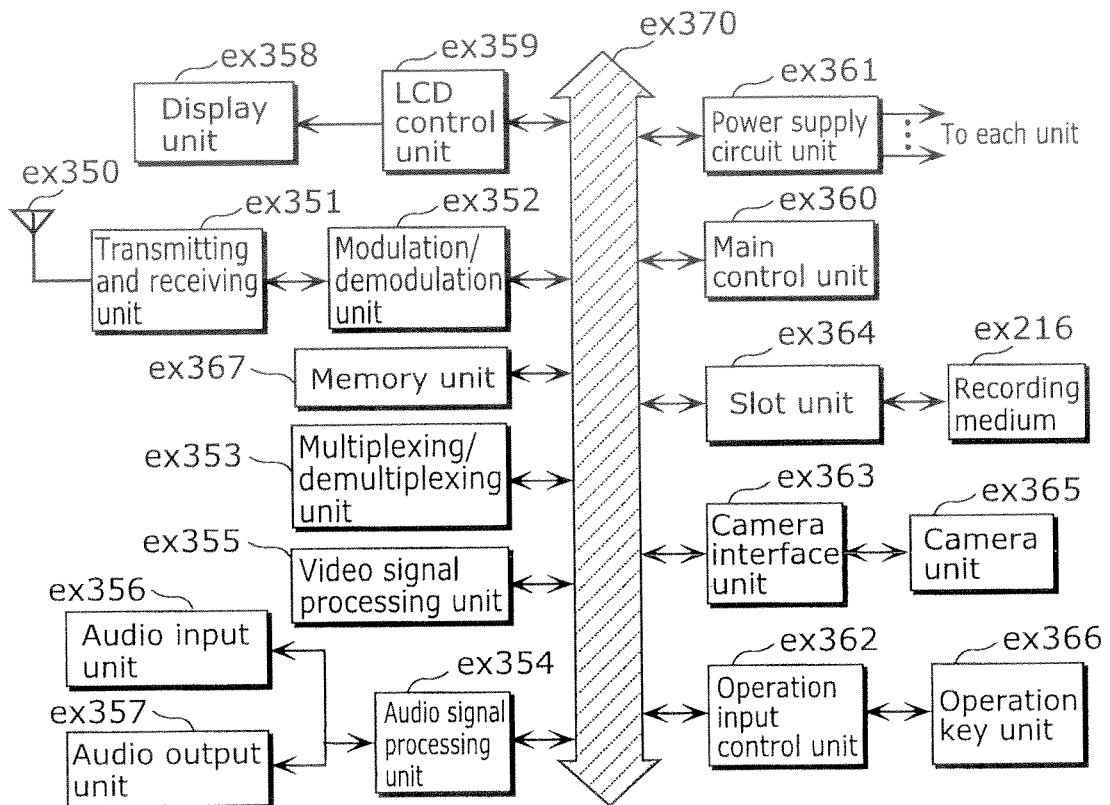 ex370
ex358
ex359
ex361
Display
unit
LCD
control
unit
Power supply
circuit unit
To each unit
ex350
ex351
ex352
ex360
Transmitting
and receiving
unit
Modulation/
demodulation
unit
Main
control unit
ex364
ex216
ex367
Memory unit
Slot unit
Recording
medium
ex353
Multiplexing/
demultiplexing
unit
ex363
ex365
Camera
interface
unit
Camera
unit
ex355
Video signal
processing unit
ex356
Audio input
unit
ex354
ex362
ex366
Audio signal
processing
unit
Operation
input
control unit
Operation
key unit
ex357
Audio output
unit